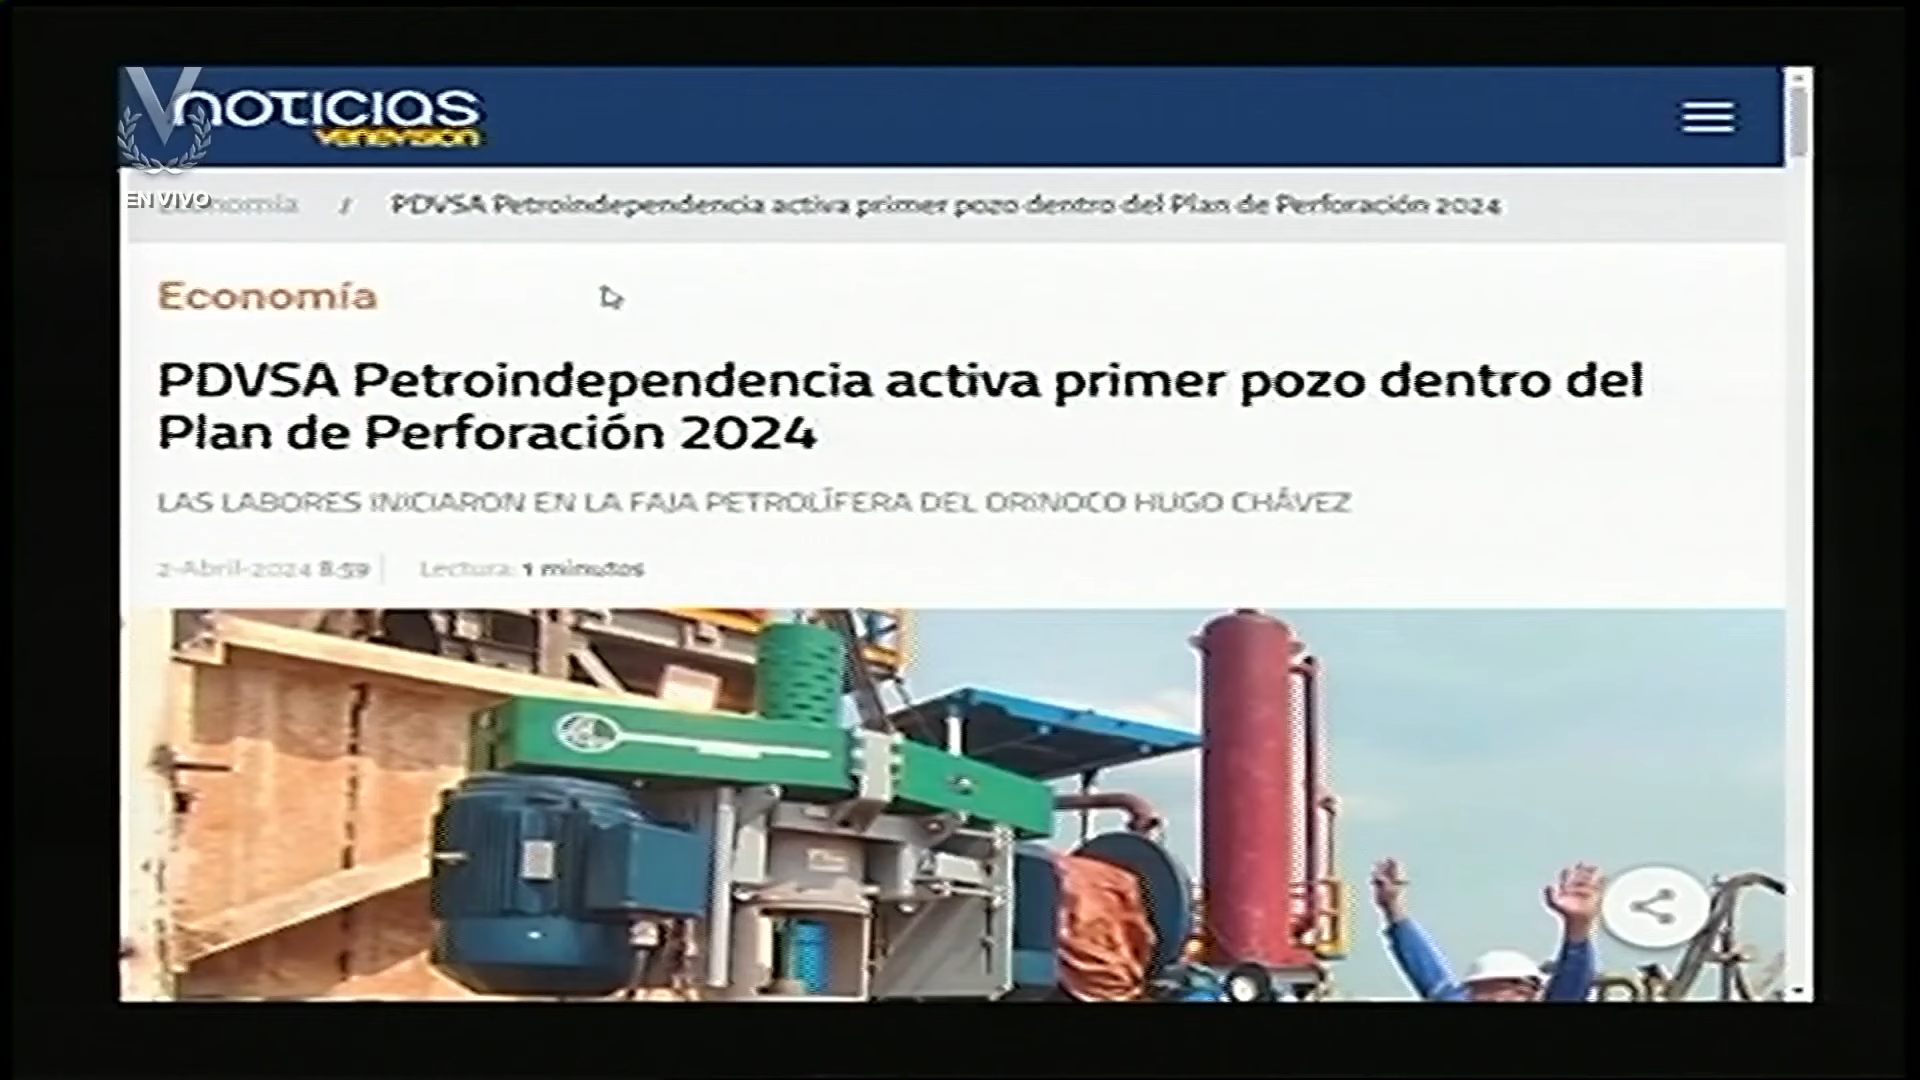 noticias
venevision
EN VIVO
Economía / PDVSA Petroindependencia activa primer pozo dentro del Plan de Perforación 2024
Economía
PDVSA Petroindependencia activa primer pozo dentro del
Plan de Perforación 2024
LAS LABORES INICIARON EN LA FAJA PETROLÍFERA DEL ORINOCO HUGO CHÁVEZ
2-Abril-2024 8:59 Lectura: 1 minutos